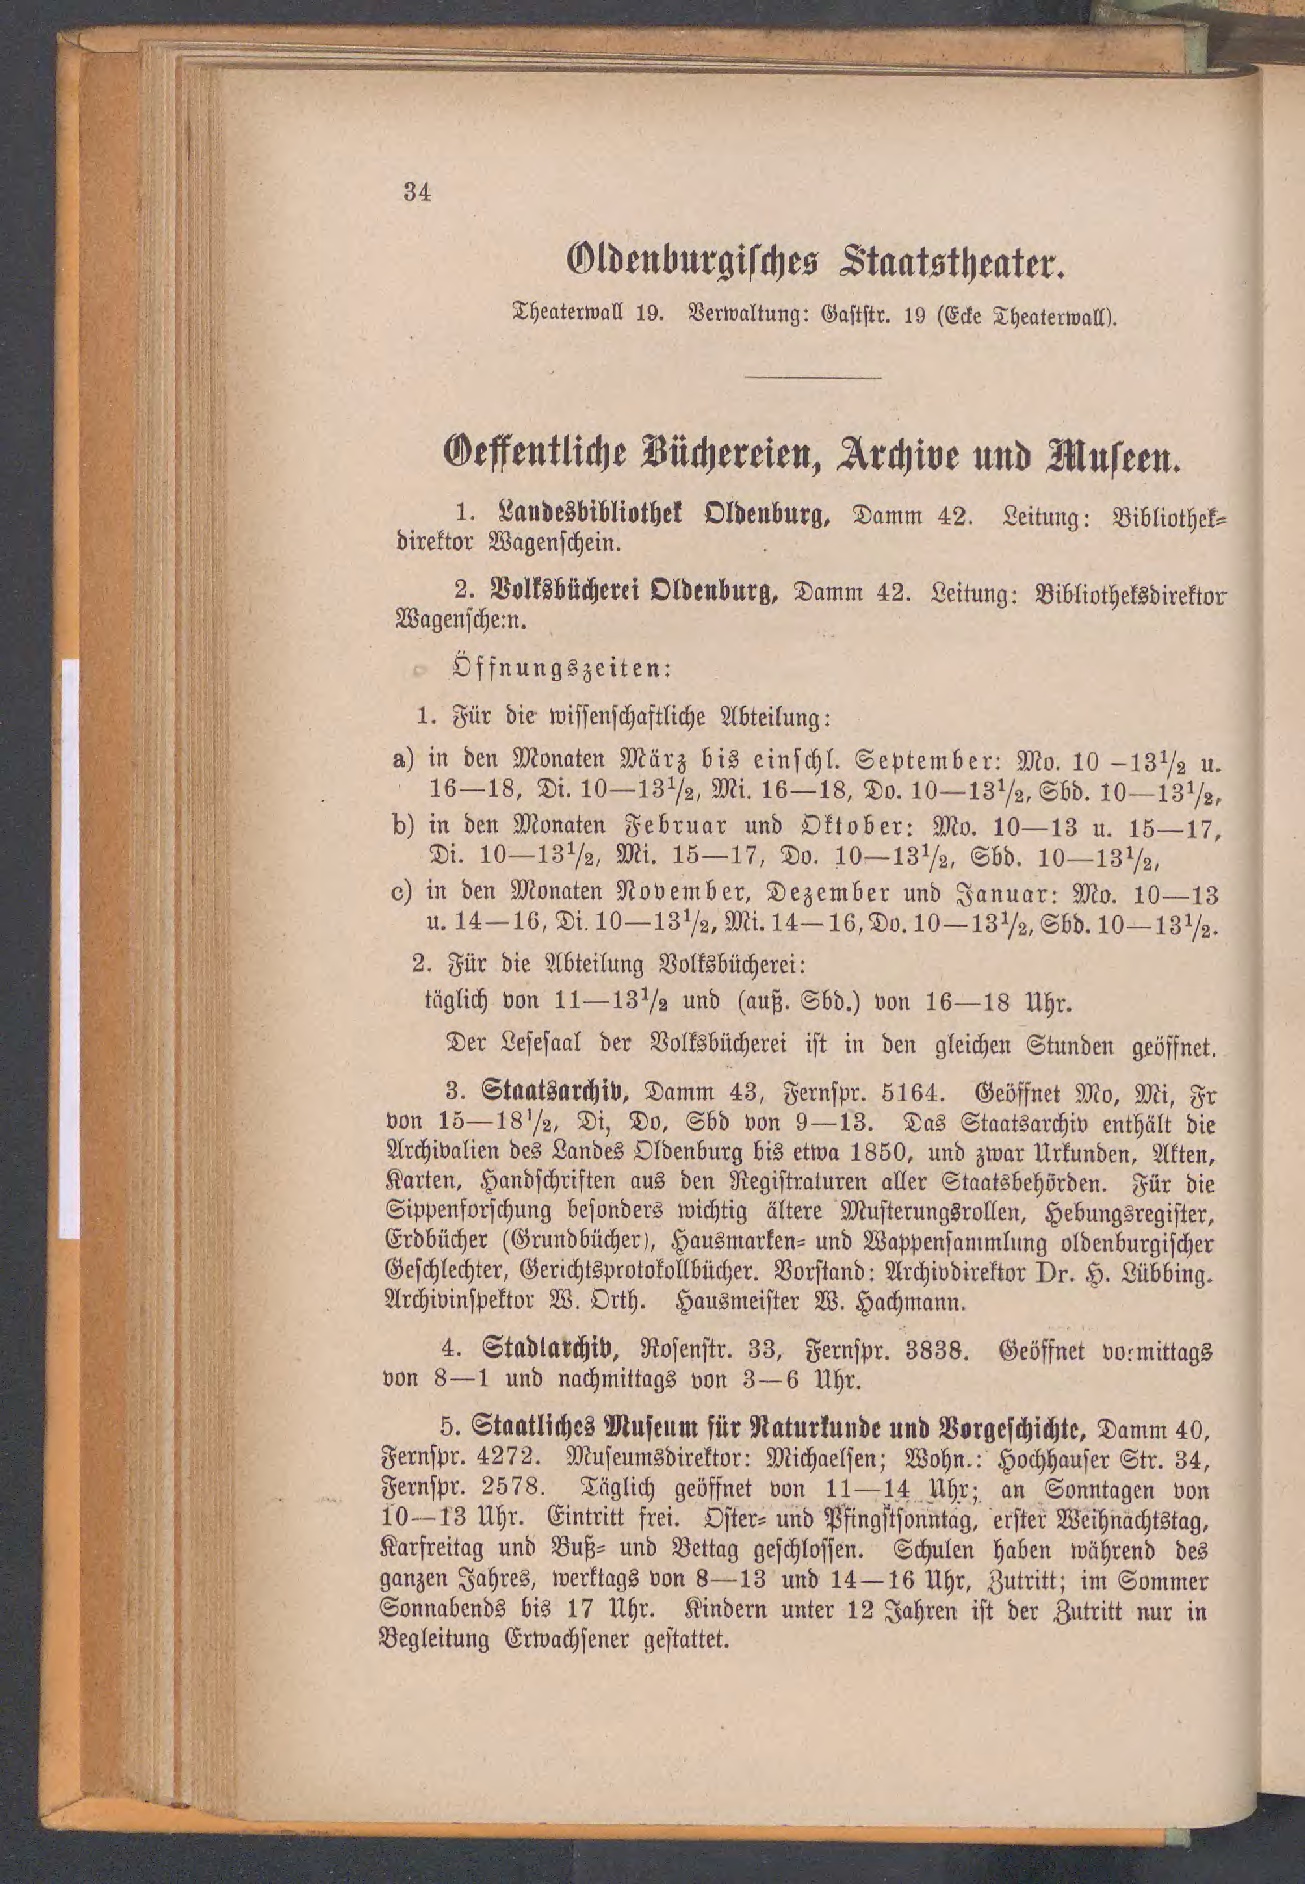 34
Oldenburgisches Staatstheater.
Theaterwall 19. Verwaltung: Gaststr. 19 (Ecke Theaterwall).
Oeffentliche Büchereien, Archive und Museen.
1. Landesbibliothek Oldenburg, Damm 42. Leitung: Bibliothek-
direktor Wagenschein.
2. Volksbücherei Oldenburg, Damm 42. Leitung: Bibliotheksdirektor
Wagensche:n.
Öffnungszeiten:
1. Für die wissenschaftliche Abteilung:
a) in den Monaten März bis einschl. September: Mo. 10 –13½ u.
16—18, Di. 10—13½, Mi. 16—18, Do. 10—13½, Sbd. 10—13½,
b) in den Monaten Februar und Oktober: Mo. 10—13 u. 15—17,
Di. 10—13½, Mi. 15—17, Do. 10—13½, Sbd. 10—13½,
c) in den Monaten November, Dezember und Januar: Mo. 10—13
u. 14—16, Di. 10—13½, Mi. 14—16, Do. 10—13½, Sbd. 10—13½.
2. Für die Abteilung Volksbücherei:
täglich von 11—13½ und (auß. Sbd.) von 16—18 Uhr.
Der Lesesaal der Volksbücherei ist in den gleichen Stunden geöffnet.
3. Staatsarchiv, Damm 43, Fernspr. 5164. Geöffnet Mo, Mi, Fr
von 15—18½, Di, Do, Sbd von 9—13. Das Staatsarchiv enthält die
Archivalien des Landes Oldenburg bis etwa 1850, und zwar Urkunden, Akten,
Karten, Handschriften aus den Registraturen aller Staatsbehörden. Für die
Sippenforschung besonders wichtig ältere Musterungsrollen, Hebungsregister,
Erdbücher (Grundbücher), Hausmarken- und Wappensammlung oldenburgischer
Geschlechter, Gerichtsprotokollbücher. Vorstand: Archivdirektor Dr. H. Lübbing.
Archivinspektor W. Orth. Hausmeister W. Hachmann.
4. Stadtarchiv, Rosenstr. 33, Fernspr. 3838. Geöffnet vormittags
von 8—1 und nachmittags von 3—6 Uhr.
5. Staatliches Museum für Naturkunde und Vorgeschichte, Damm 40,
Fernspr. 4272. Museumsdirektor: Michaelsen; Wohn.: Hochhauser Str. 34,
Fernspr. 2578. Täglich geöffnet von 11—14 Uhr; an Sonntagen von
10—13 Uhr. Eintritt frei. Oster- und Pfingstsonntag, erster Weihnachtstag,
Karfreitag und Buß- und Bettag geschlossen. Schulen haben während des
ganzen Jahres, werktags von 8—13 und 14—16 Uhr, Zutritt; im Sommer
Sonnabends bis 17 Uhr. Kindern unter 12 Jahren ist der Zutritt nur in
Begleitung Erwachsener gestattet.